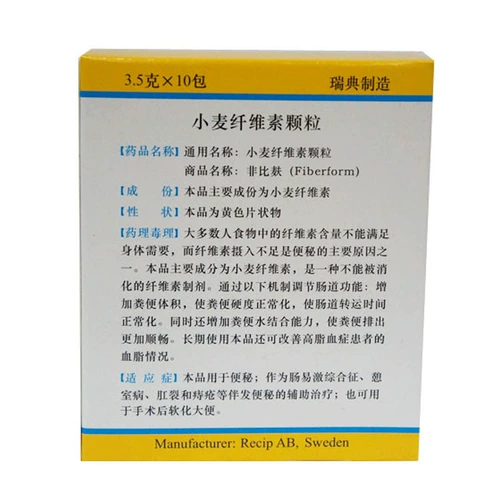 3.5克×10包 瑞典制造
小麦纤维素颗粒
【药品名称】通用名称：小麦纤维素颗粒
商品名称：非比麸 (Fiberform)
【成 份】本品主要成份为小麦纤维素
【性 状】本品为黄色片状物
【药理毒理】大多数人食物中的纤维素含量不能满足
身体需要，而纤维素摄入不足是便秘的主要原因之
一。本品主要成分为小麦纤维素，是一种不能被消
化的纤维素制剂。通过以下机制调节肠道功能：增
加粪便体积，使粪便硬度正常化，使肠道转运时间
正常化。同时还增加粪便水结合能力，使粪便排出
更加顺畅。长期使用本品还可改善高脂血症患者的
血脂情况。
【适 应 症】本品用于便秘；作为肠易激综合征、憩
室病、肛裂和痔疮等伴发便秘的辅助治疗；也可用
于手术后软化大便。
Manufacturer: Recip AB, Sweden